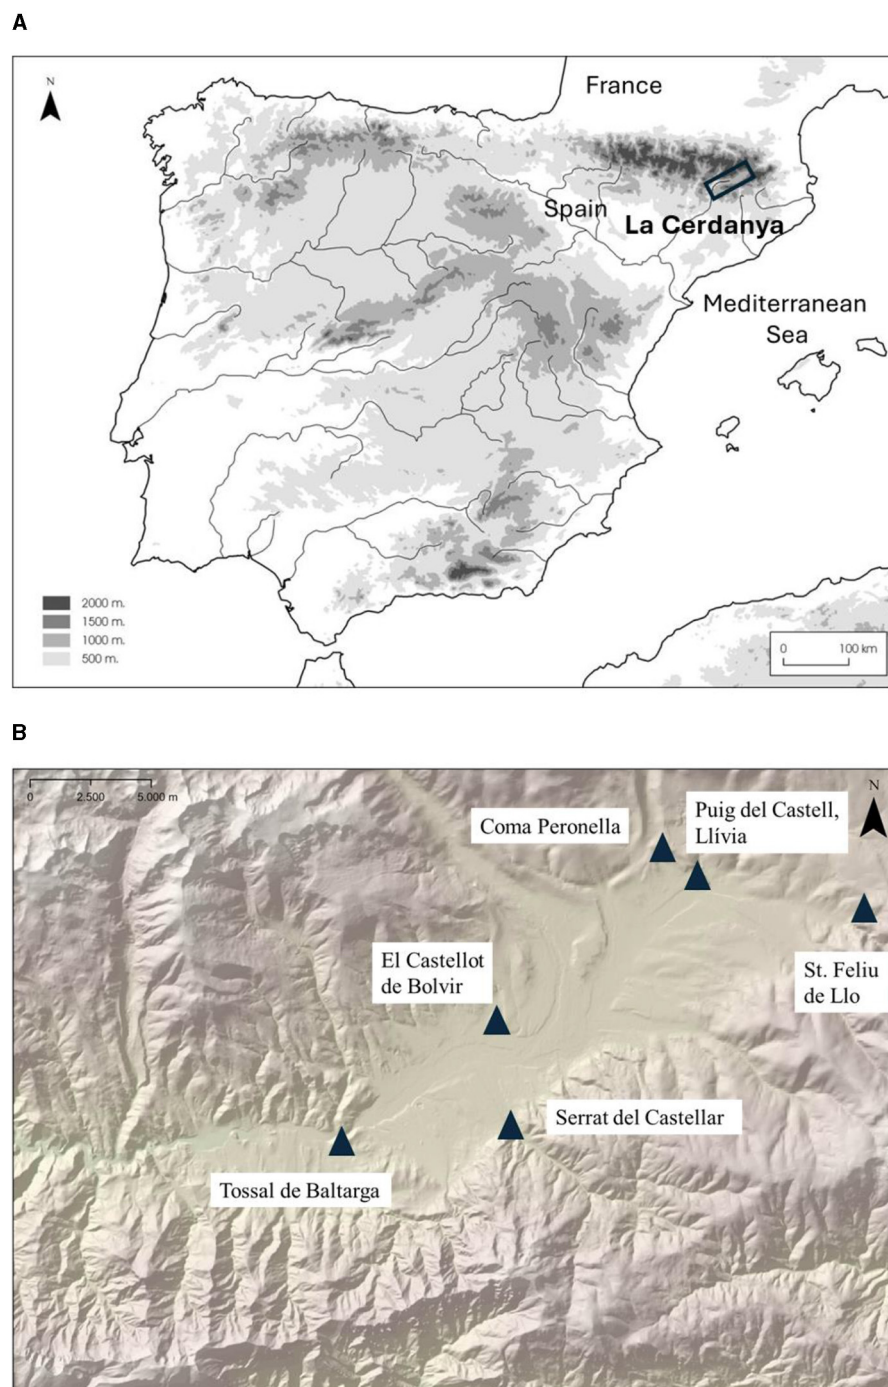 A
N
France
Spain
La Cerdanya
Mediterranean
Sea
2000 m.
1500 m.
1000 m.
500 m.
0 100 km
B
0 2.500 5.000 m
N
Coma Peronella
Puig del Castell,
Llívia
El Castellot
de Bolvir
St. Feliu
de Llo
Serrat del Castellar
Tossal de Baltarga